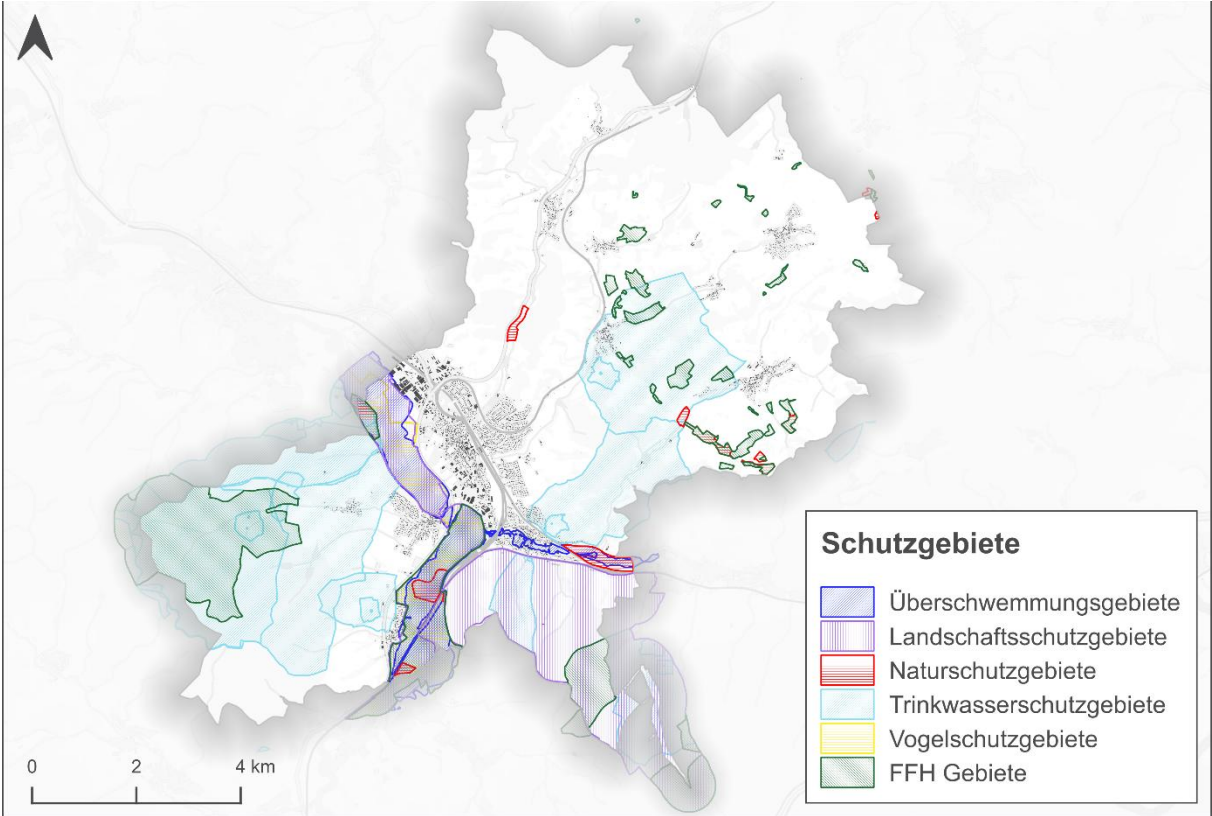 Schutzgebiete
Überschwemmungsgebiete
Landschaftsschutzgebiete
Naturschutzgebiete
Trinkwasserschutzgebiete
Vogelschutzgebiete
FFH Gebiete
0 2 4 km